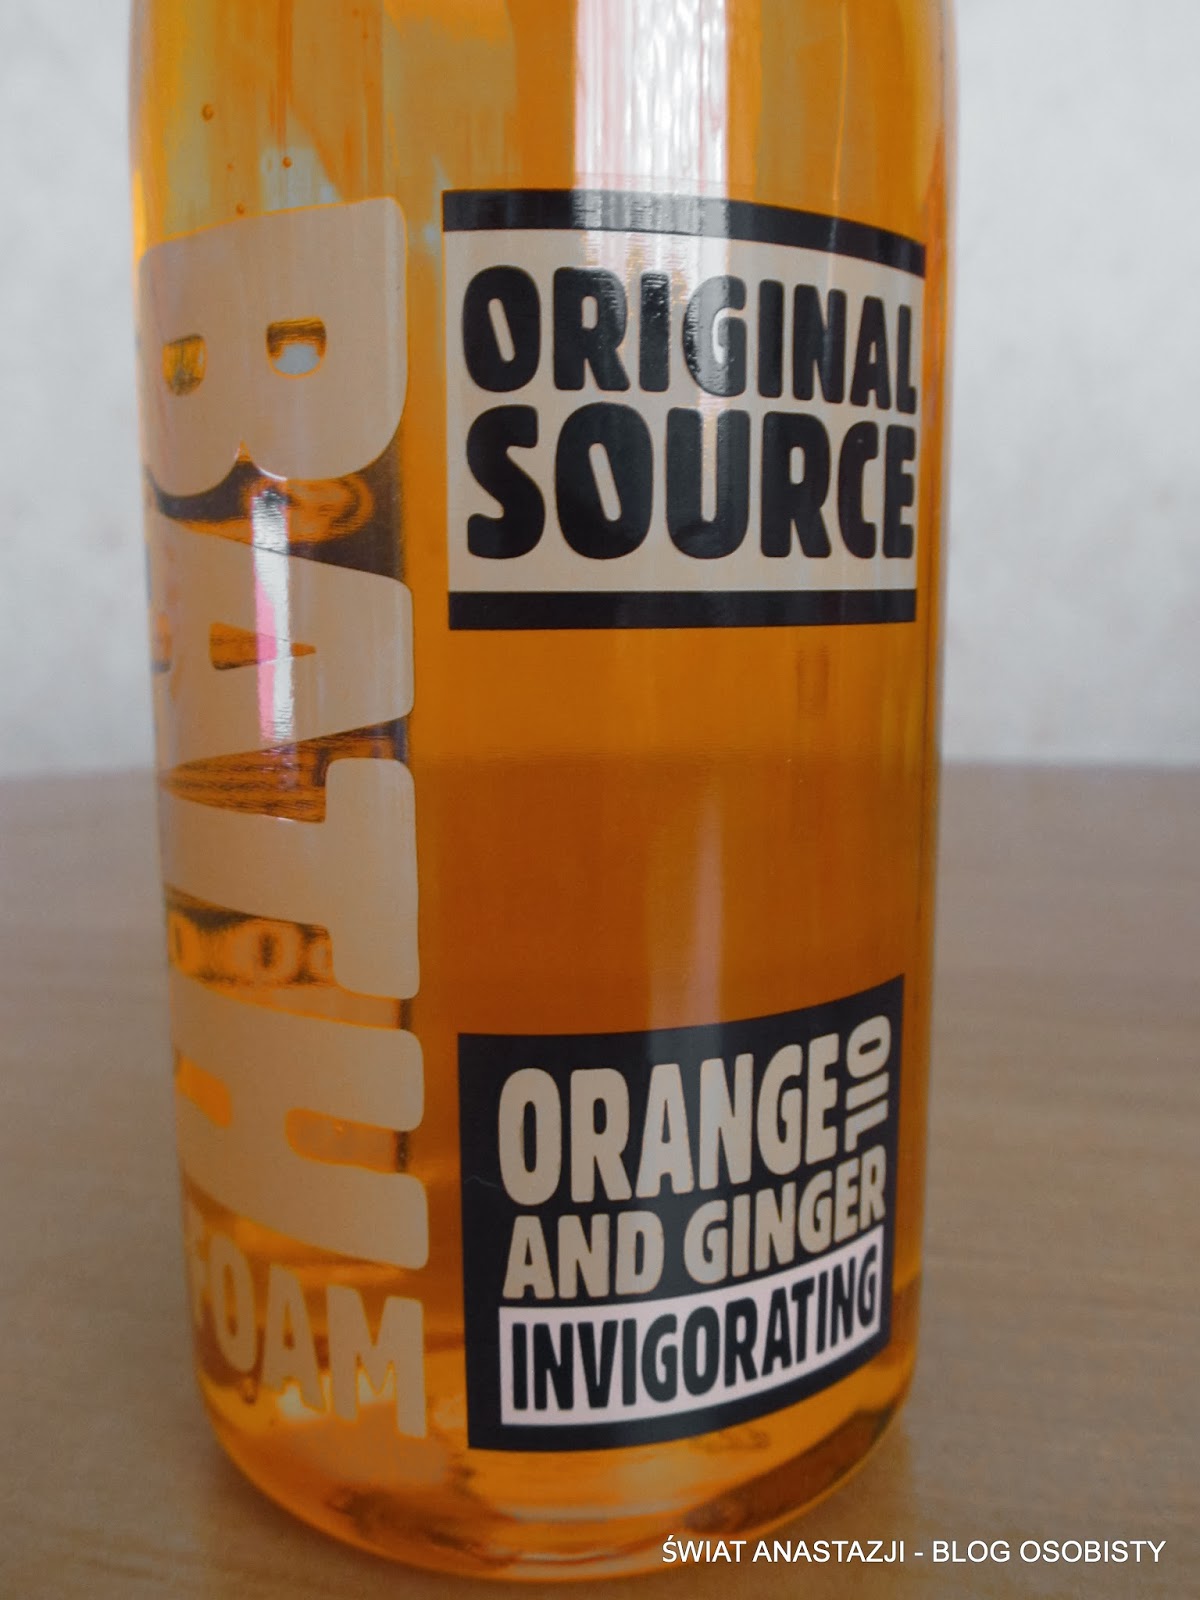 ORIGINAL
SOURCE
BATH
FOAM
ORANGE OIL
AND GINGER
INVIGORATING
ŚWIAT ANASTAZJI - BLOG OSOBISTY